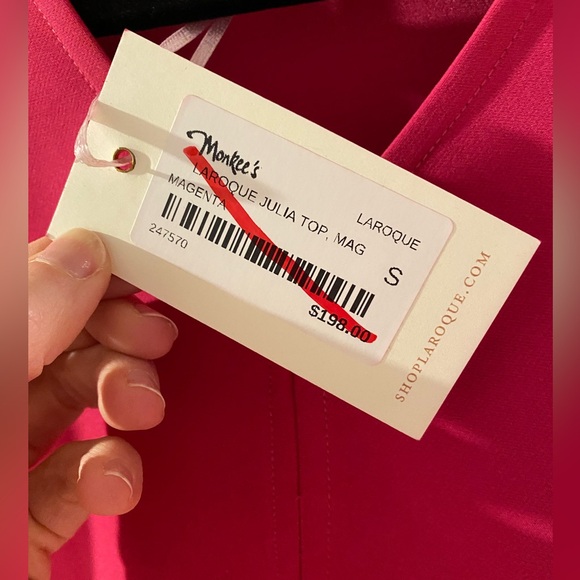 Monkee's
LAROQUE
LAROQUE JULIA TOP, MAG
MAGENTA
S
247570
$198.00
SHOPLAROQUE.COM